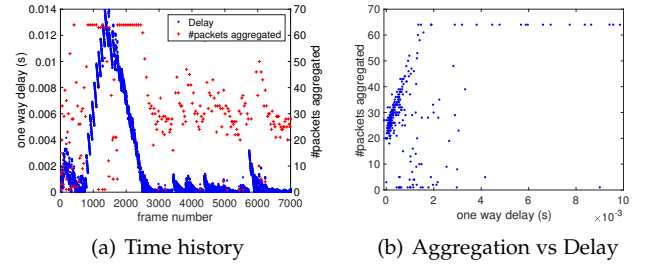 0.014
0.012
0.01
0.008
0.006
0.004
0.002
0
one way delay (s)
Delay
#packets aggregated
70
60
50
40
30
20
10
0
#packets aggregated
0 1000 2000 3000 4000 5000 6000 7000
frame number
(a) Time history
70
60
50
40
30
20
10
0
#packets aggregated
0 2 4 6 8 10
one way delay (s) ×10⁻³
(b) Aggregation vs Delay